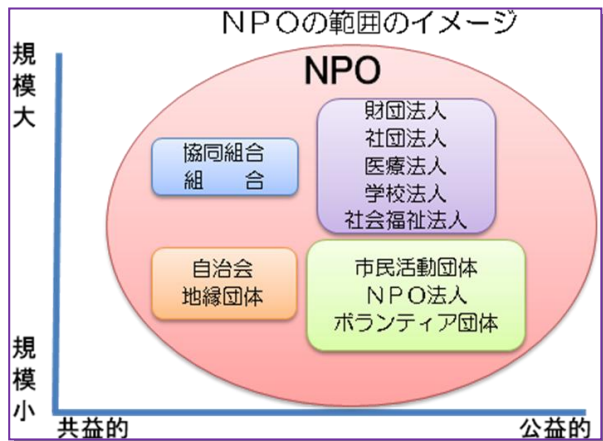 NPOの範囲のイメージ
規模大
NPO
財団法人
社団法人
医療法人
学校法人
社会福祉法人
協同組合
組　　合
自治会
地縁団体
市民活動団体
NPO法人
ボランティア団体
規模小
共益的
公益的